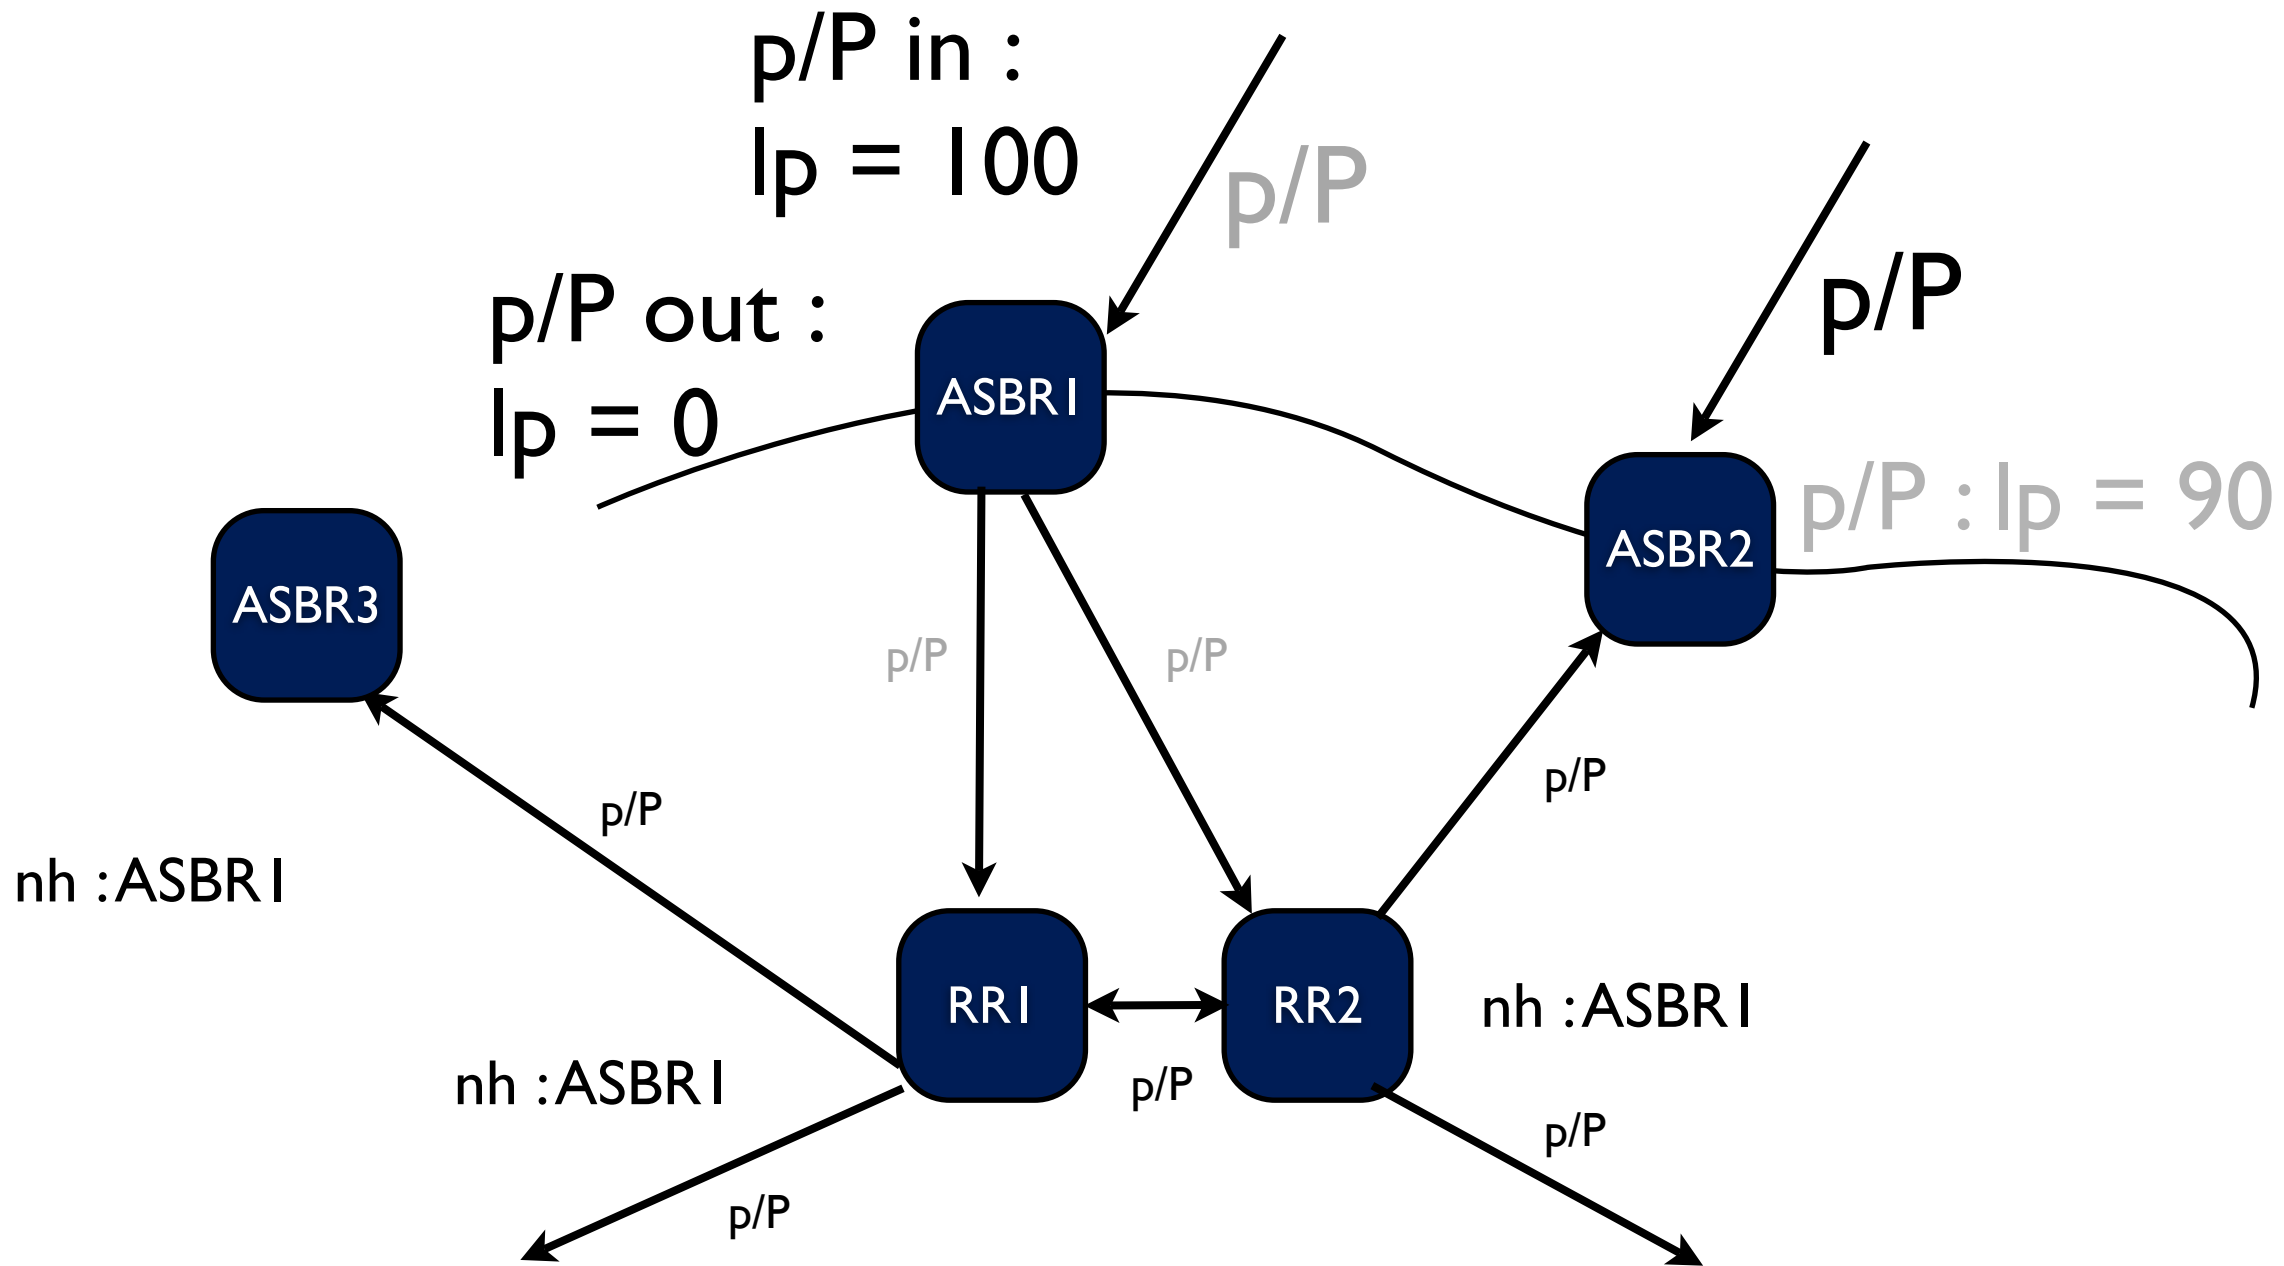 p/P in :
lp = 100
p/P
p/P out :
lp = 0
p/P
ASBR1
p/P : lp = 90
ASBR2
ASBR3
p/P
p/P
p/P
p/P
nh : ASBR1
RR1
RR2
nh : ASBR1
nh : ASBR1
p/P
p/P
p/P